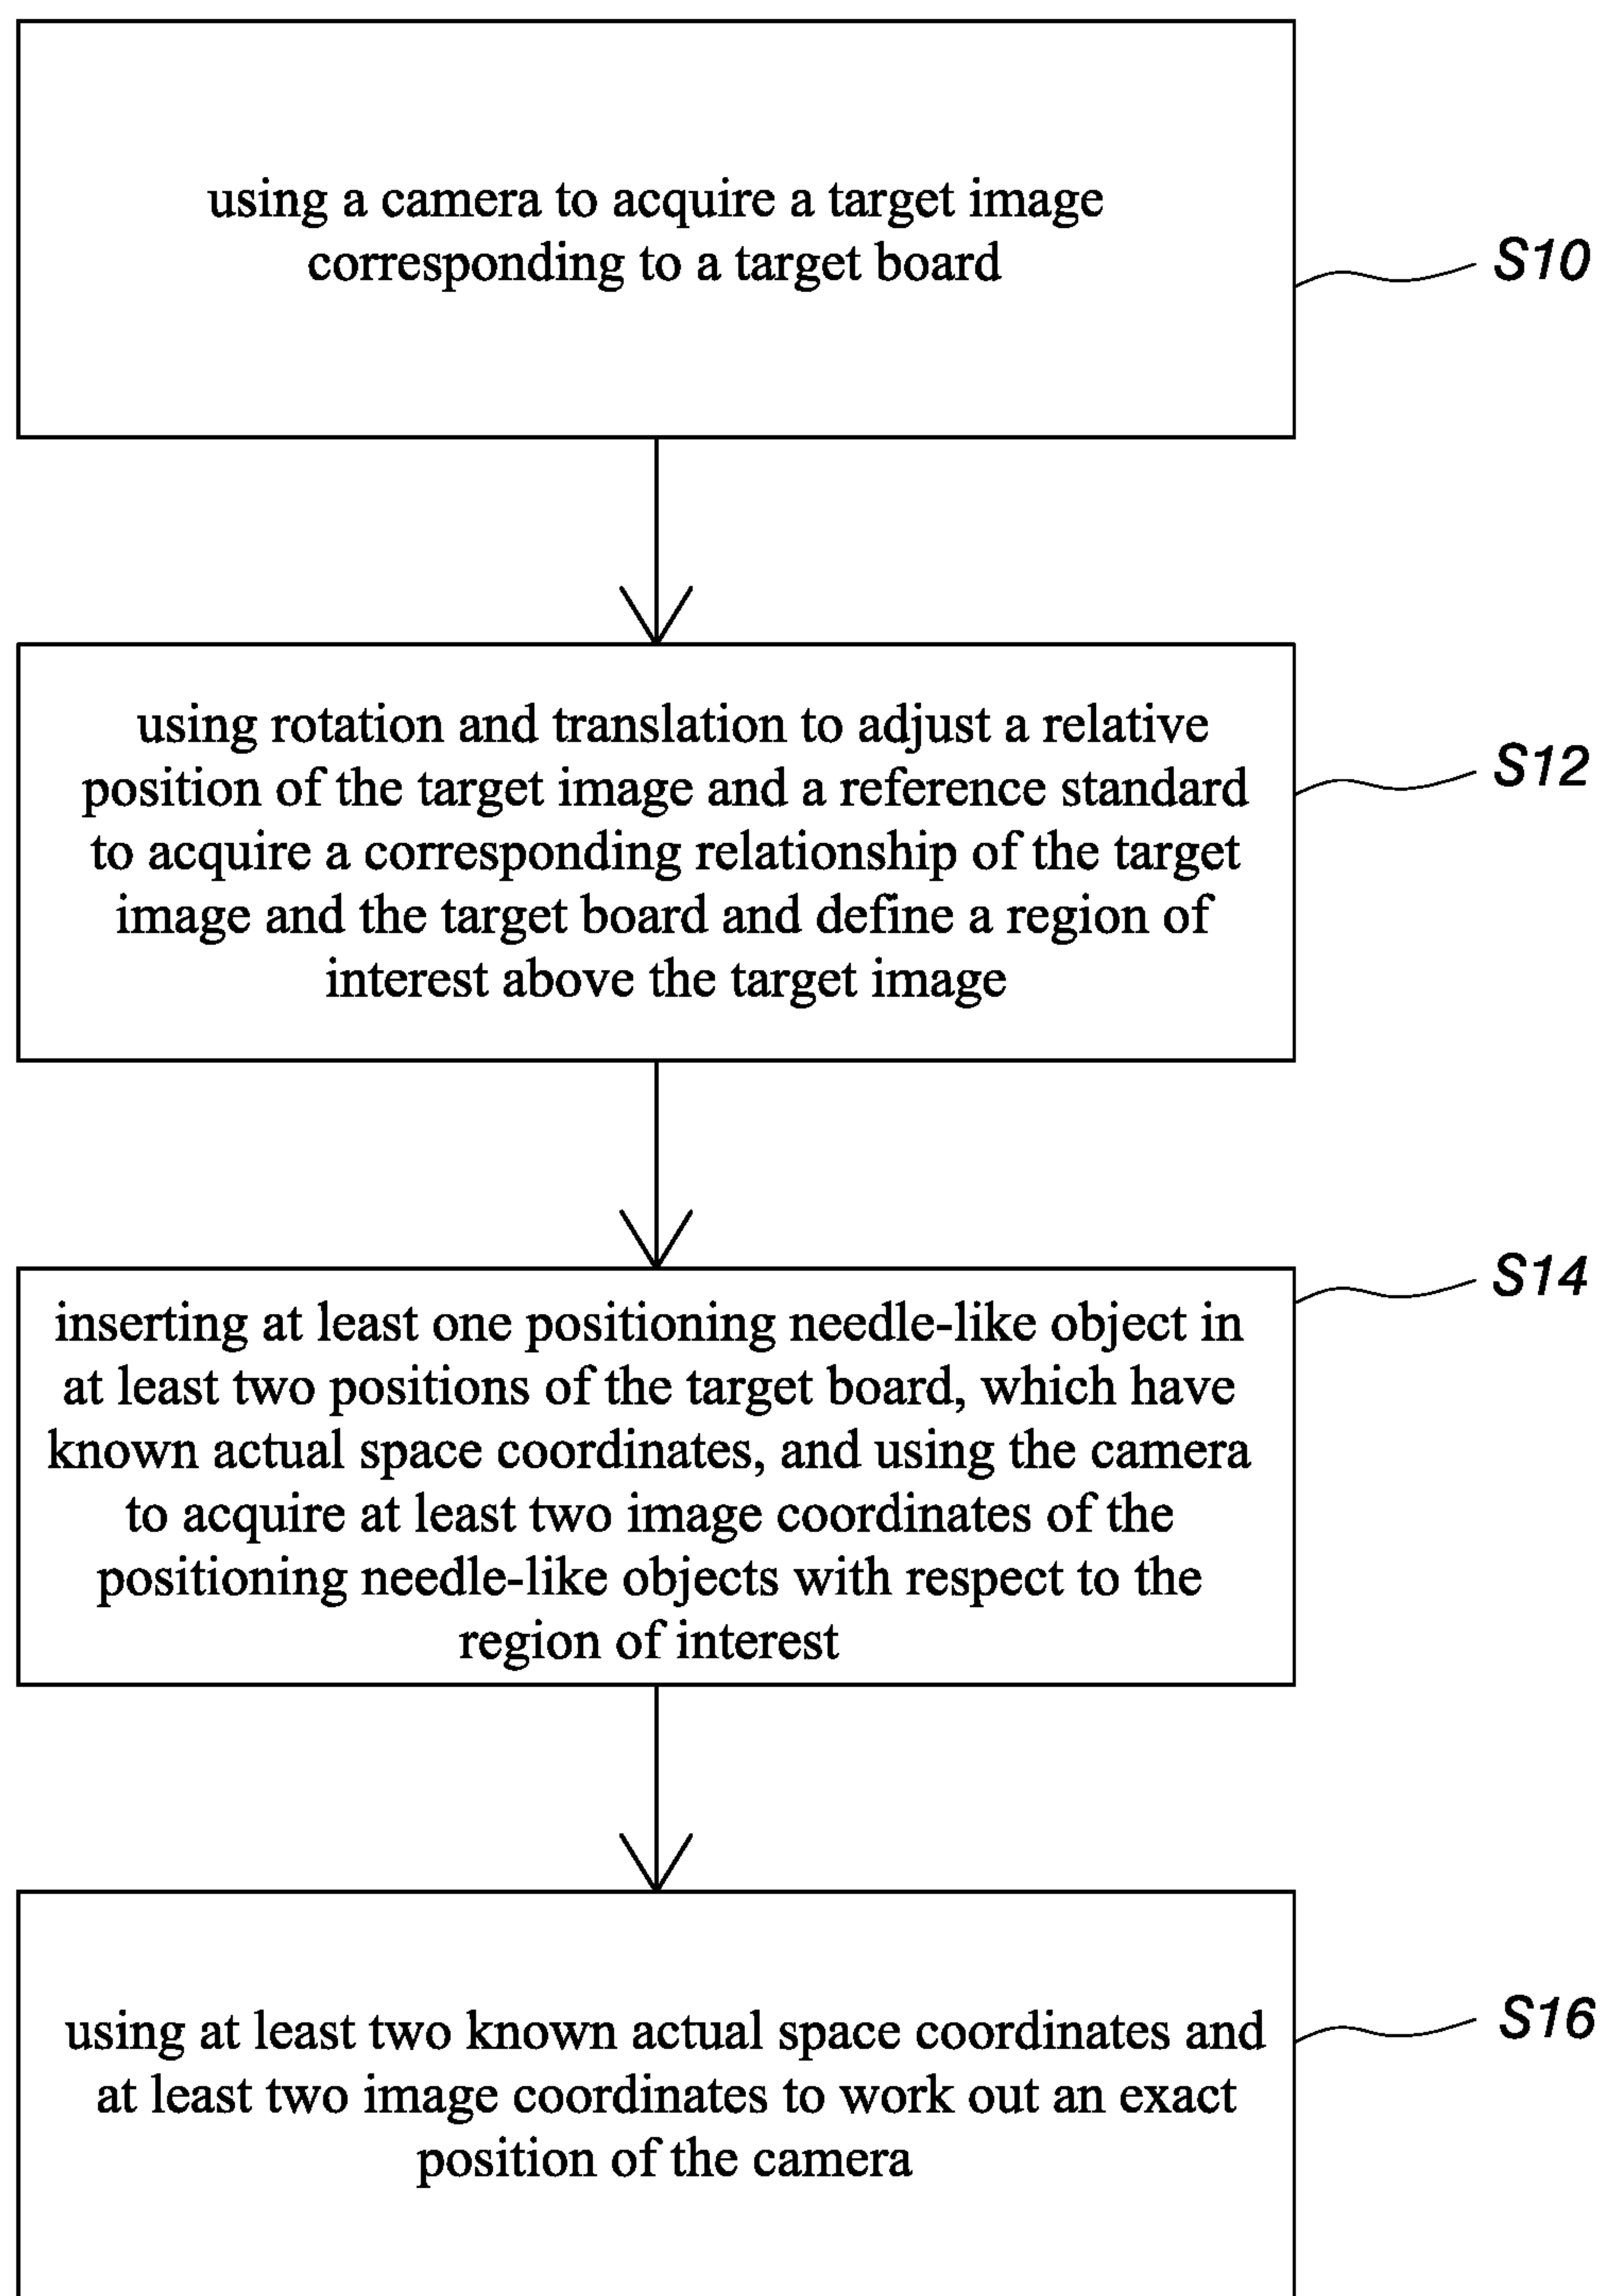 using a camera to acquire a target image
corresponding to a target board
S10
using rotation and translation to adjust a relative
position of the target image and a reference standard
to acquire a corresponding relationship of the target
image and the target board and define a region of
interest above the target image
S12
inserting at least one positioning needle-like object in
at least two positions of the target board, which have
known actual space coordinates, and using the camera
to acquire at least two image coordinates of the
positioning needle-like objects with respect to the
region of interest
S14
using at least two known actual space coordinates and
at least two image coordinates to work out an exact
position of the camera
S16